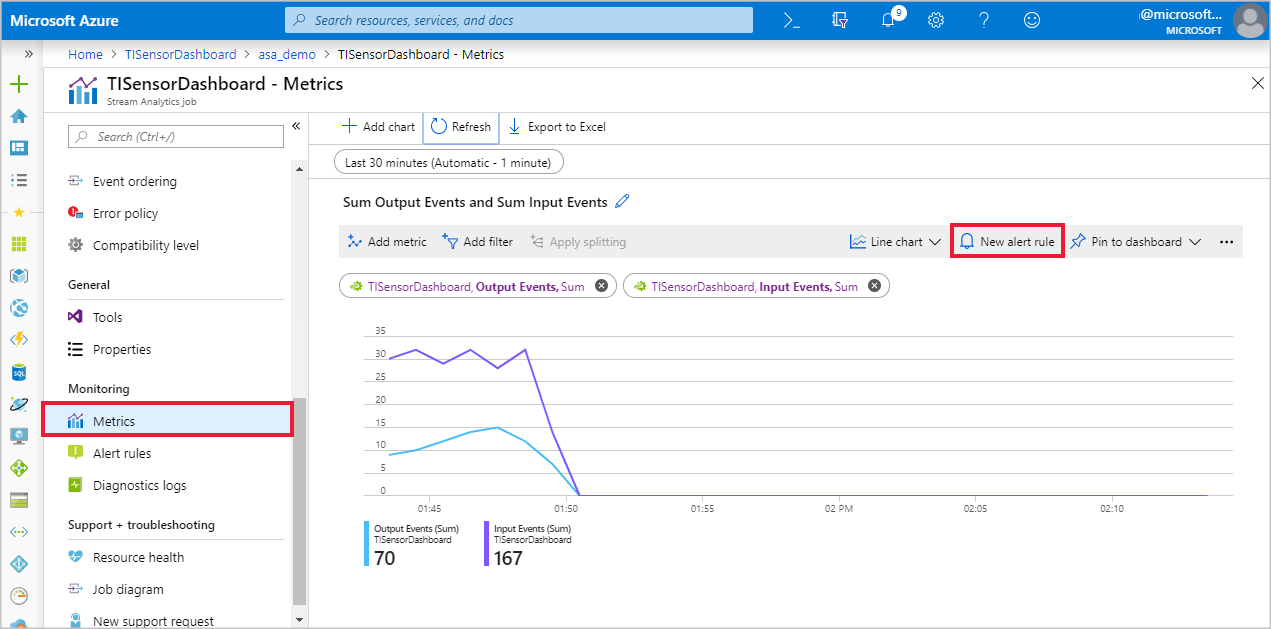 Microsoft Azure
Search resources, services, and docs
9
@microsoft...
MICROSOFT
Home > TISensorDashboard > asa_demo > TISensorDashboard - Metrics
TISensorDashboard - Metrics
Stream Analytics job
Search (Ctrl+/)
Event ordering
Error policy
Compatibility level
General
Tools
Properties
Monitoring
Metrics
Alert rules
Diagnostics logs
Support + troubleshooting
Resource health
Job diagram
New support request
SQL
Add chart Refresh Export to Excel
Last 30 minutes (Automatic - 1 minute)
Sum Output Events and Sum Input Events
Add metric Add filter Apply splitting Line chart New alert rule Pin to dashboard
TISensorDashboard, Output Events, Sum TISensorDashboard, Input Events, Sum
35
30
25
20
15
10
5
0
01:45 01:50 01:55 02 PM 02:05 02:10
Output Events (Sum)
TISensorDashboard
70
Input Events (Sum)
TISensorDashboard
167